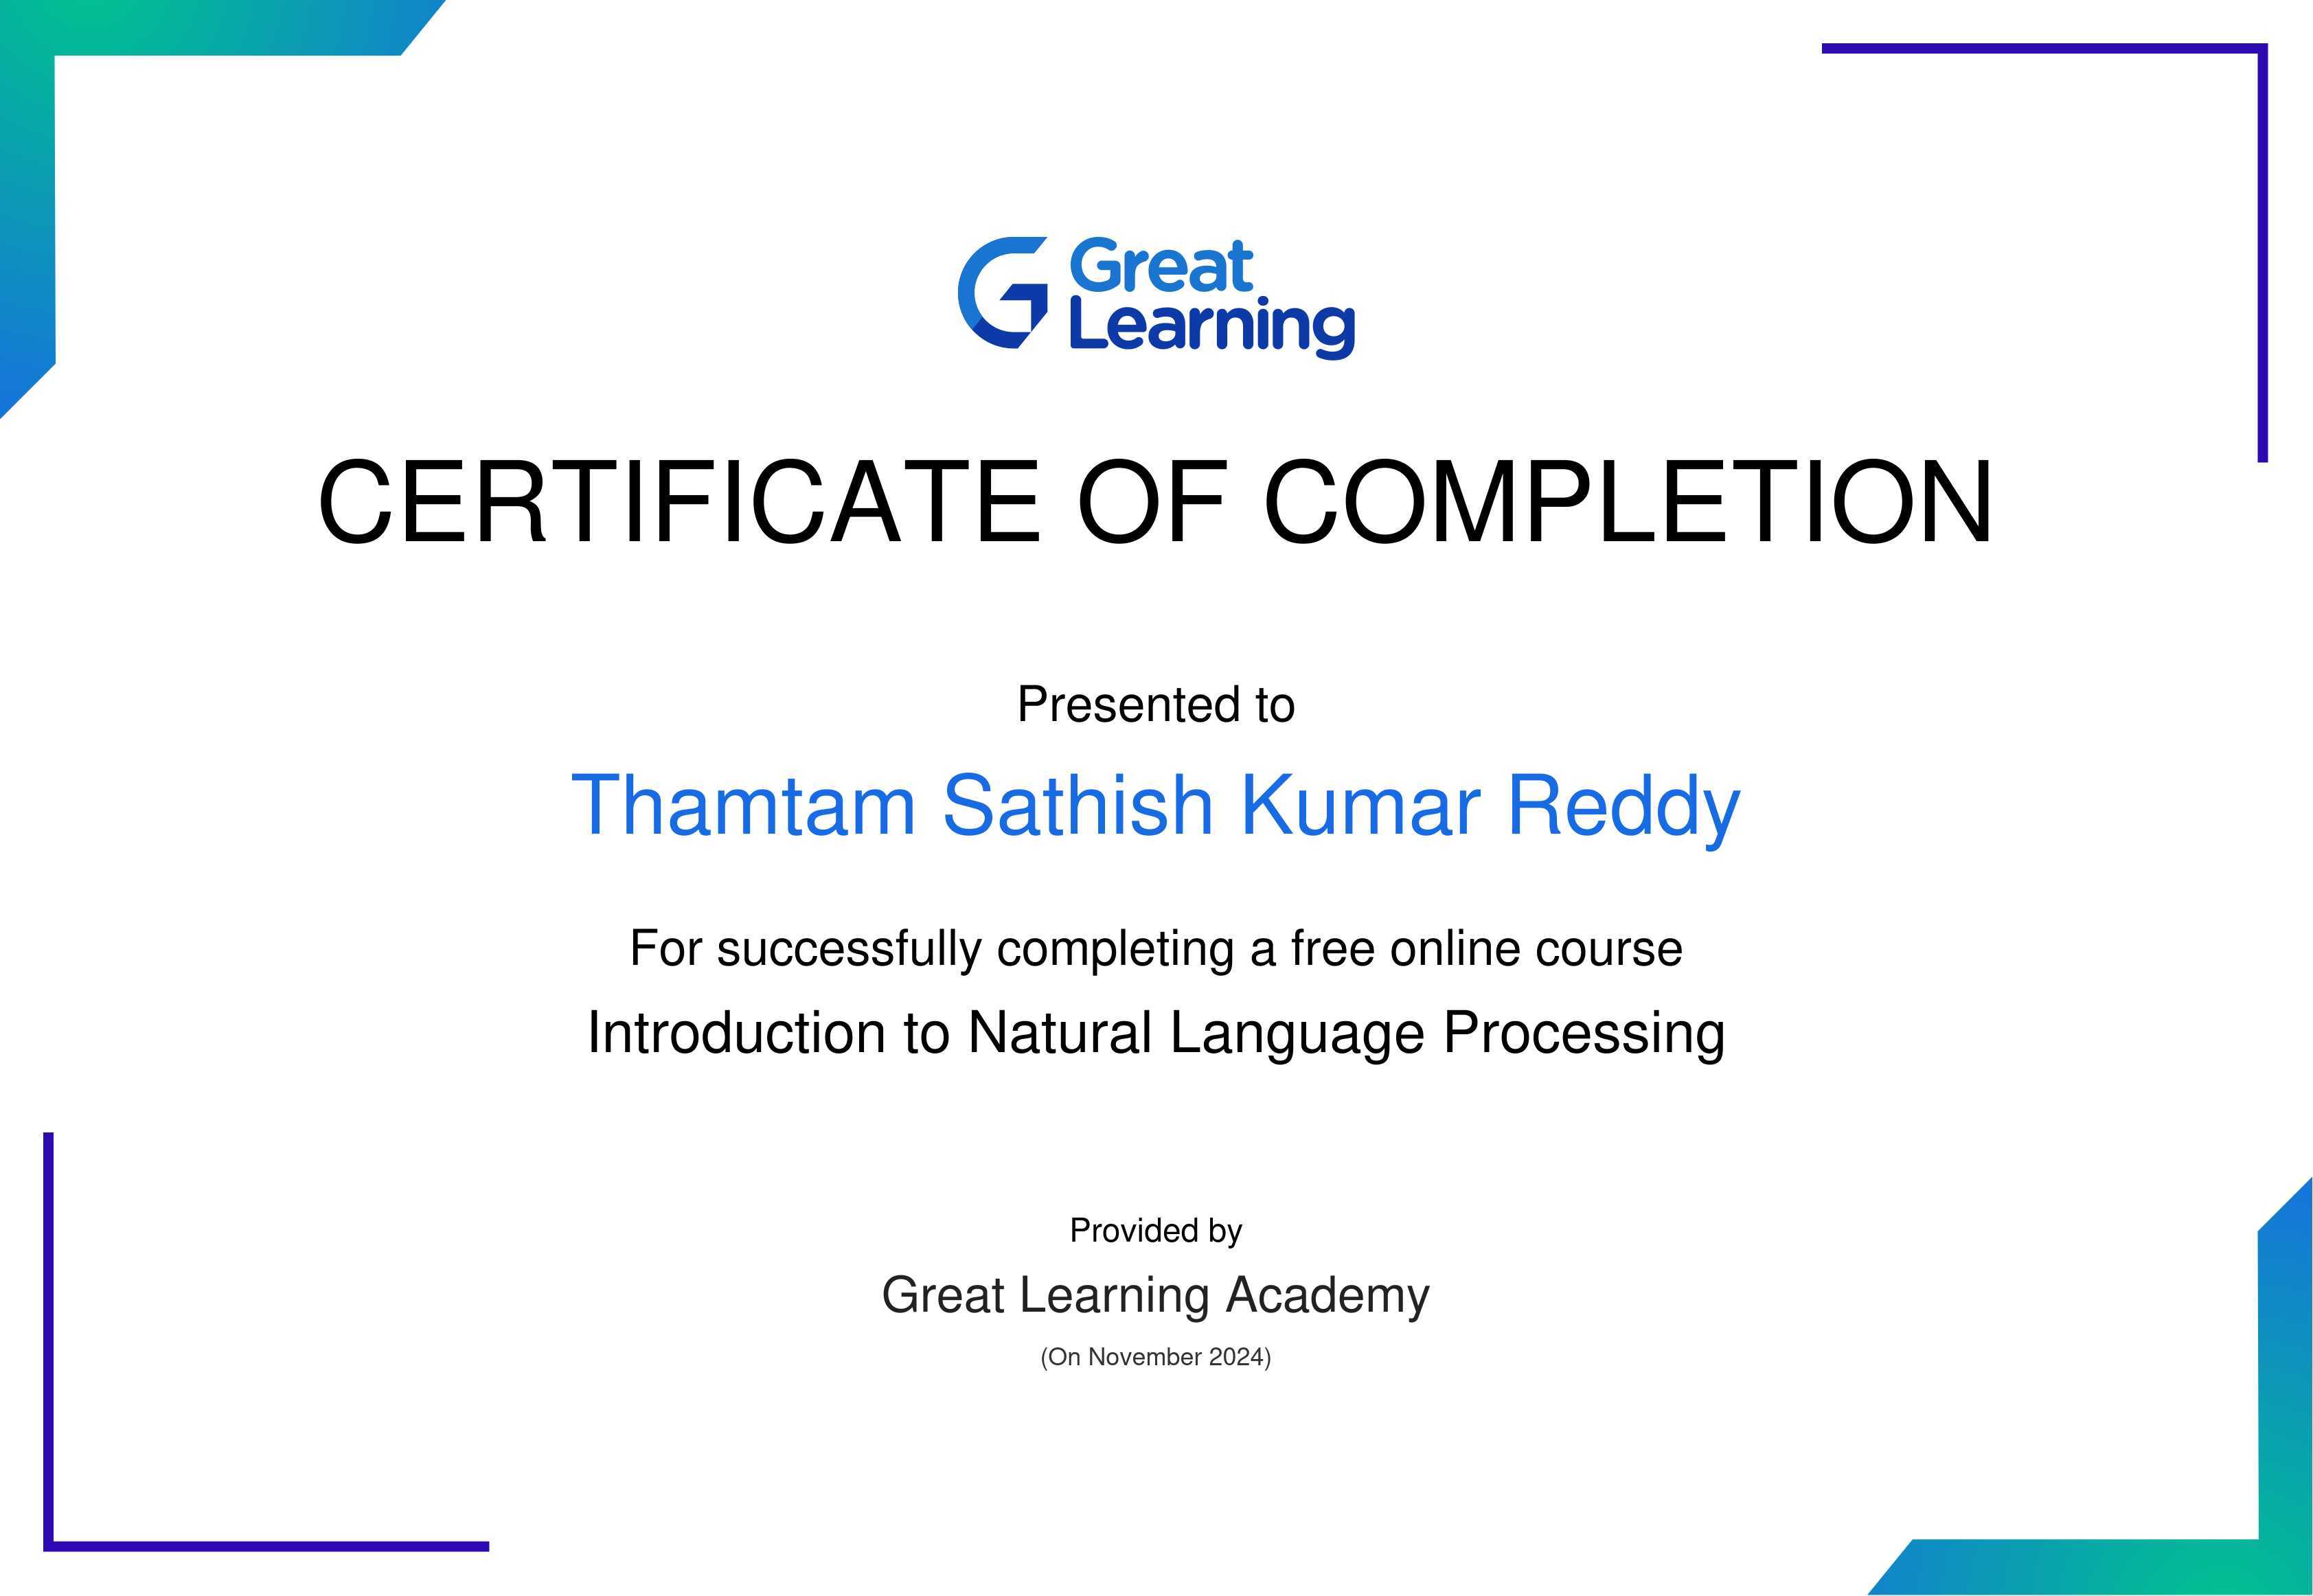 Great
Learning
CERTIFICATE OF COMPLETION
Presented to
Thamtam Sathish Kumar Reddy
For successfully completing a free online course
Introduction to Natural Language Processing
Provided by
Great Learning Academy
(On November 2024)